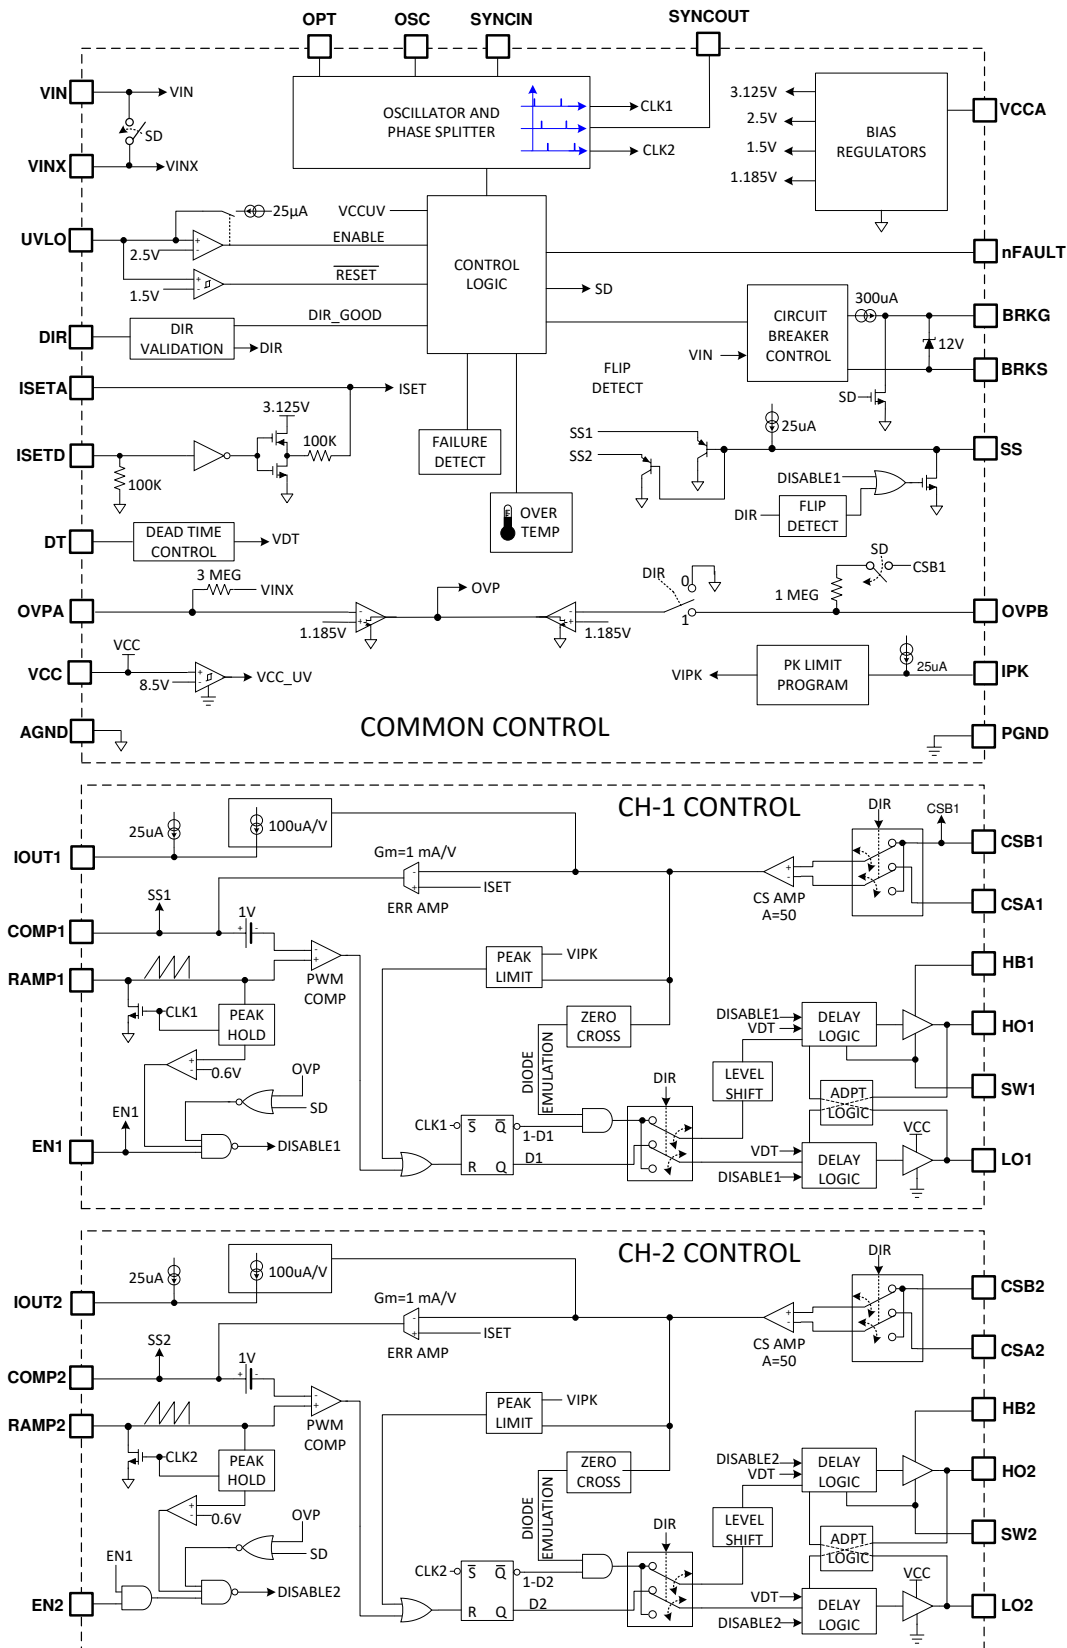 OPT OSC SYNCIN SYNCOUT
VIN VIN
SD
VINX VINX
OSCILLATOR AND
PHASE SPLITTER
CLK1
CLK2
3.125V
2.5V
1.5V
1.185V
BIAS
REGULATORS
VCCA
UVLO
25µA
2.5V
+
-
1.5V
+
-
VCCUV
ENABLE
RESET
DIR_GOOD
CONTROL
LOGIC
SD
nFAULT
DIR
DIR
VALIDATION
DIR
CIRCUIT
BREAKER
CONTROL
VIN
300uA
BRKG
12V
BRKS
SD
ISETA
ISET
ISETD
100K
3.125V
100K
FAILURE
DETECT
OVER
TEMP
FLIP
DETECT
SS1
SS2
25uA
SS
DISABLE1
DIR
FLIP
DETECT
DT
DEAD TIME
CONTROL
VDT
3 MEG
VINX
OVPA
-
+
1.185V
OVP
-
+
1.185V
DIR
0
1
1 MEG
SD
CSB1
OVPB
VCC
VCC
8.5V
+
-
VCC_UV
VIPK
PK LIMIT
PROGRAM
25uA
IPK
AGND
COMMON CONTROL
PGND
CH-1 CONTROL
25uA
100uA/V
IOUT1
Gm=1 mA/V
-
+
ISET
ERR AMP
+
-
CS AMP
A=50
DIR
CSB1
CSB1
CSA1
SS1
COMP1
1V
+ -
-
+
PWM
COMP
RAMP1
CLK1
PEAK
HOLD
+
-
0.6V
OVP
SD
EN1
EN1
DISABLE1
PEAK
LIMIT
VIPK
ZERO
CROSS
DIODE
EMULATION
CLK1
S Q
R Q
1-D1
D1
DIR
LEVEL
SHIFT
DISABLE1
VDT
DELAY
LOGIC
ADPT
LOGIC
VDT
DISABLE1
DELAY
LOGIC
VCC
HB1
HO1
SW1
LO1
CH-2 CONTROL
25uA
100uA/V
IOUT2
Gm=1 mA/V
-
+
ISET
ERR AMP
+
-
CS AMP
A=50
DIR
CSB2
CSA2
SS2
COMP2
1V
+ -
-
+
PWM
COMP
RAMP2
CLK2
PEAK
HOLD
+
-
0.6V
OVP
SD
EN1
EN2
DISABLE2
PEAK
LIMIT
VIPK
ZERO
CROSS
DIODE
EMULATION
CLK2
S Q
R Q
1-D2
D2
DIR
LEVEL
SHIFT
DISABLE2
VDT
DELAY
LOGIC
ADPT
LOGIC
VDT
DISABLE2
DELAY
LOGIC
VCC
HB2
HO2
SW2
LO2